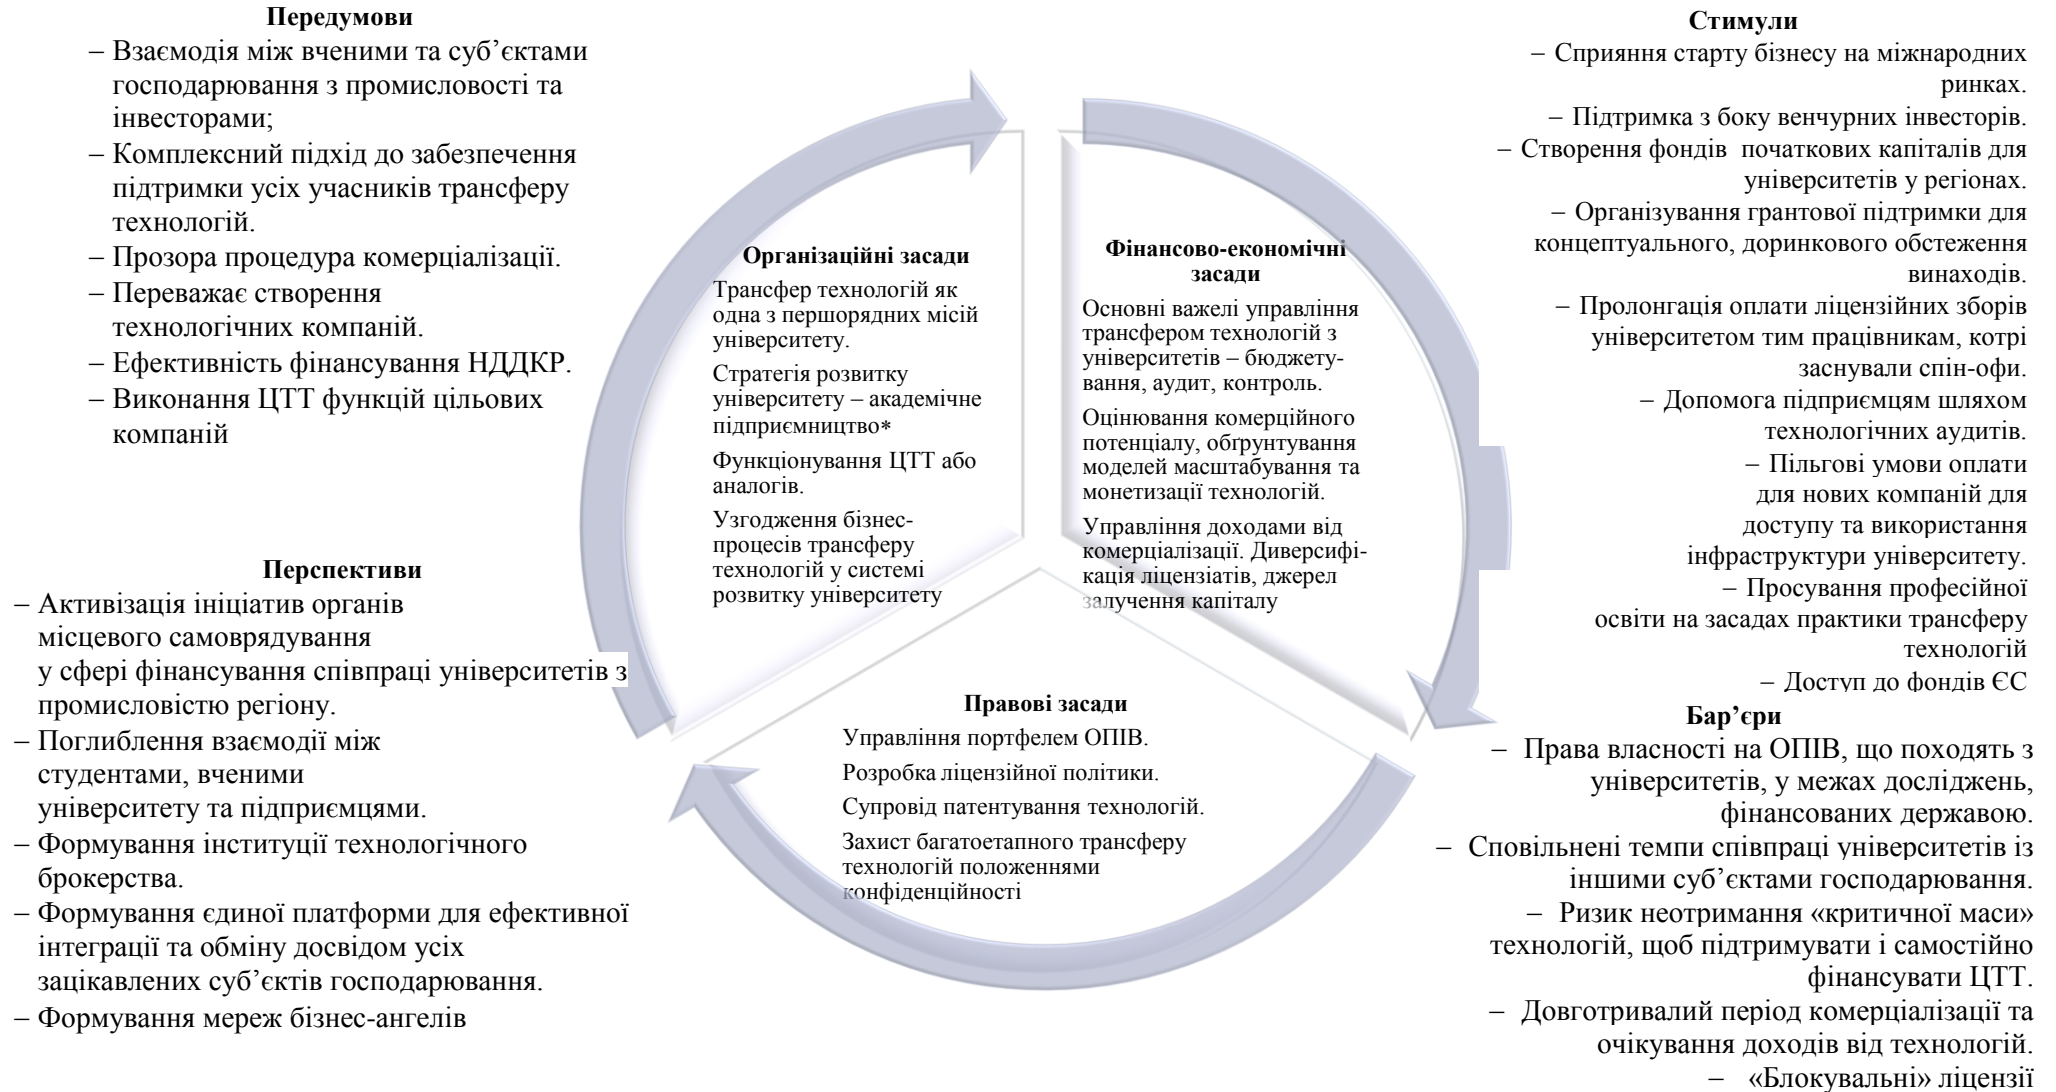 Передумови
– Взаємодія між вченими та суб’єктами
господарювання з промисловості та
інвесторами;
– Комплексний підхід до забезпечення
підтримки усіх учасників трансферу
технологій.
– Прозора процедура комерціалізації.
– Переважає створення
технологічних компаній.
– Ефективність фінансування НДДКР.
– Виконання ЦТТ функцій цільових
компаній
Перспективи
– Активізація ініціатив органів
місцевого самоврядування
у сфері фінансування співпраці університетів з
промисловістю регіону.
– Поглиблення взаємодії між
студентами, вченими
університету та підприємцями.
– Формування інституції технологічного
брокерства.
– Формування єдиної платформи для ефективної
інтеграції та обміну досвідом усіх
зацікавлених суб’єктів господарювання.
– Формування мереж бізнес-ангелів
Організаційні засади
Трансфер технологій як
одна з першорядних місій
університету.
Стратегія розвитку
університету – академічне
підприємництво*
Функціонування ЦТТ або
аналогів.
Узгодження бізнес-
процесів трансферу
технологій у системі
розвитку університету
Фінансово-економічні
засади
Основні важелі управління
трансфером технологій з
університетів – бюджету-
вання, аудит, контроль.
Оцінювання комерційного
потенціалу, обґрунтування
моделей масштабування та
монетизації технологій.
Управління доходами від
комерціалізації. Диверсифі-
кація ліцензіатів, джерел
залучення капіталу
Правові засади
Управління портфелем ОПІВ.
Розробка ліцензійної політики.
Супровід патентування технологій.
Захист багатоетапного трансферу
технологій положеннями
конфіденційності
Стимули
– Сприяння старту бізнесу на міжнародних
ринках.
– Підтримка з боку венчурних інвесторів.
– Створення фондів початкових капіталів для
університетів у регіонах.
– Організування грантової підтримки для
концептуального, доринкового обстеження
винаходів.
– Пролонгація оплати ліцензійних зборів
університетом тим працівникам, котрі
заснували спін-офи.
– Допомога підприємцям шляхом
технологічних аудитів.
– Пільгові умови оплати
для нових компаній для
доступу та використання
інфраструктури університету.
– Просування професійної
освіти на засадах практики трансферу
технологій
– Доступ до фондів ЄС
Бар’єри
– Права власності на ОПІВ, що походять з
університетів, у межах досліджень,
фінансованих державою.
– Сповільнені темпи співпраці університетів із
іншими суб’єктами господарювання.
– Ризик неотримання «критичної маси»
технологій, щоб підтримувати і самостійно
фінансувати ЦТТ.
– Довготривалий період комерціалізації та
очікування доходів від технологій.
– «Блокувальні» ліцензії